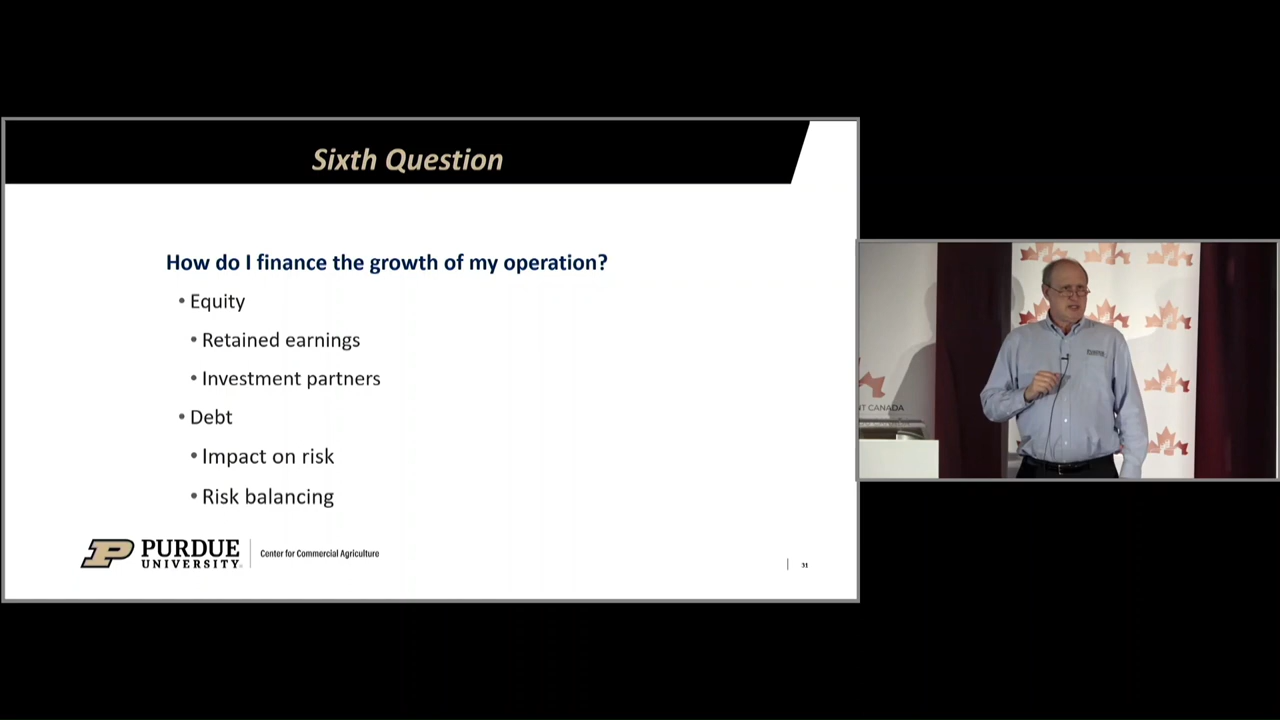 Sixth Question
How do I finance the growth of my operation?
• Equity
• Retained earnings
• Investment partners
• Debt
• Impact on risk
• Risk balancing
PURDUE
UNIVERSITY®
Center for Commercial Agriculture
31
NT CANADA